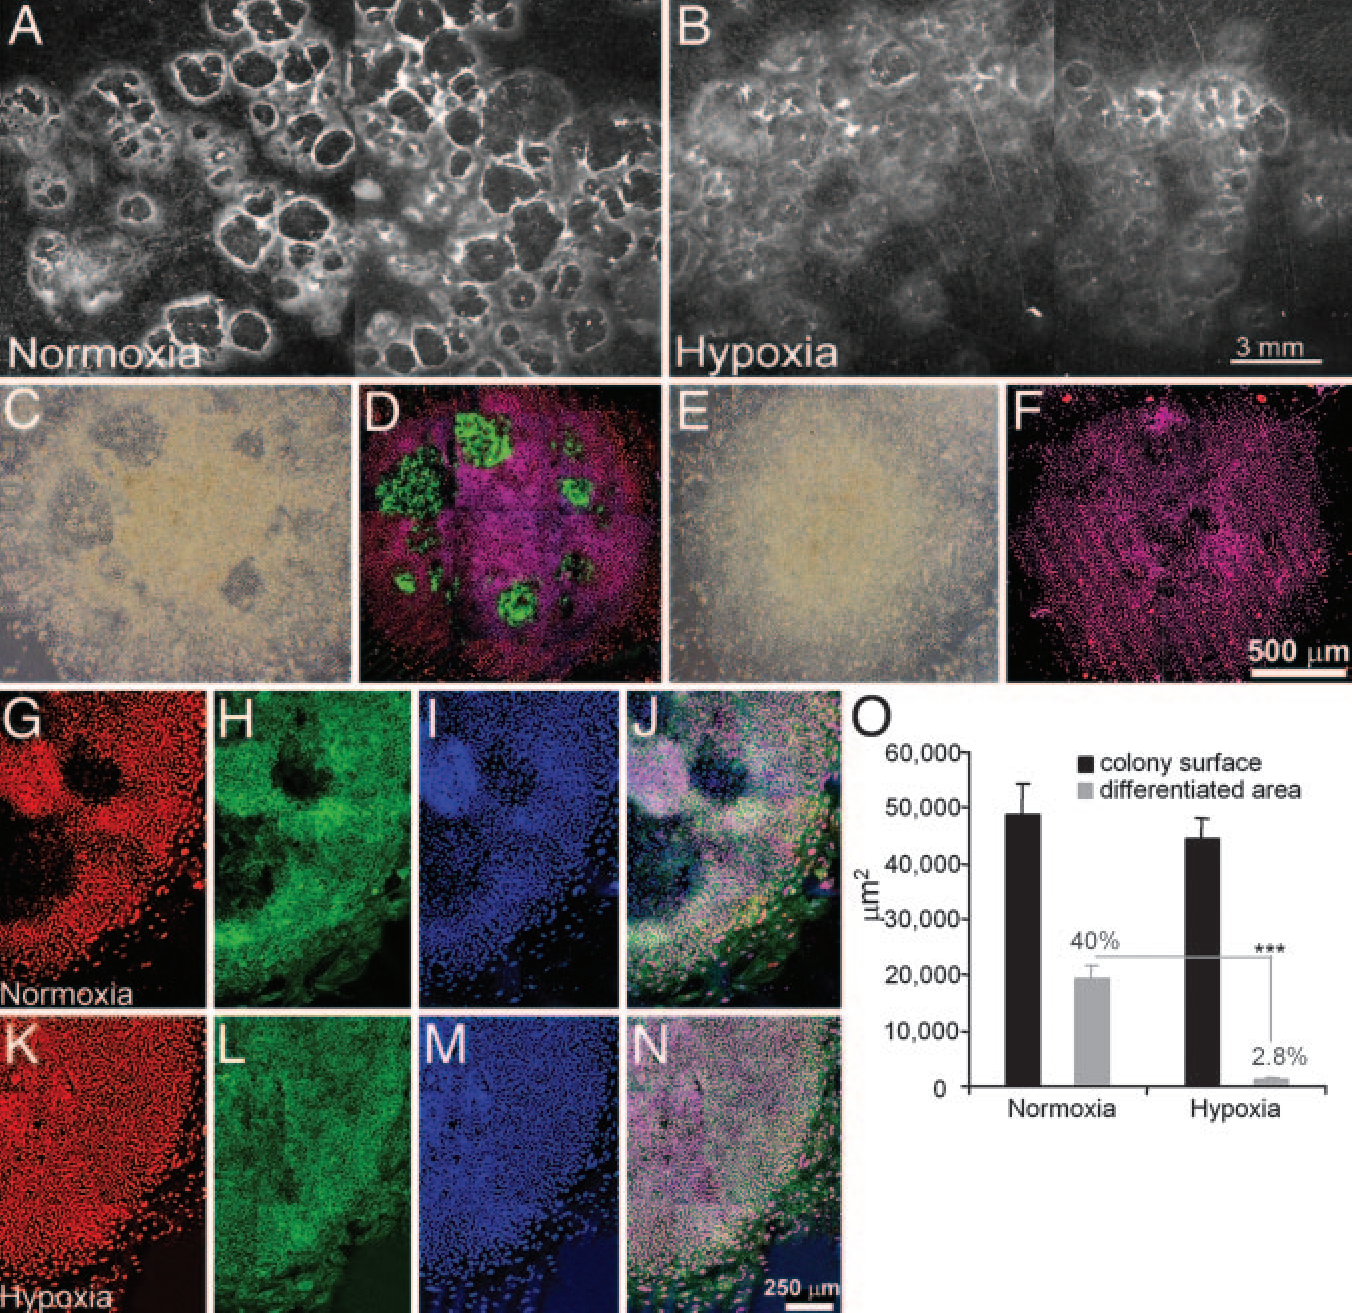 A
B
Normoxia
Hypoxia
3 mm
C
D
E
F
500 µm
G
H
I
J
Normoxia
K
L
M
N
Hypoxia
250 µm
O
60,000
50,000
40,000
30,000
20,000
10,000
0
µm²
colony surface
differentiated area
40%
***
2.8%
Normoxia
Hypoxia